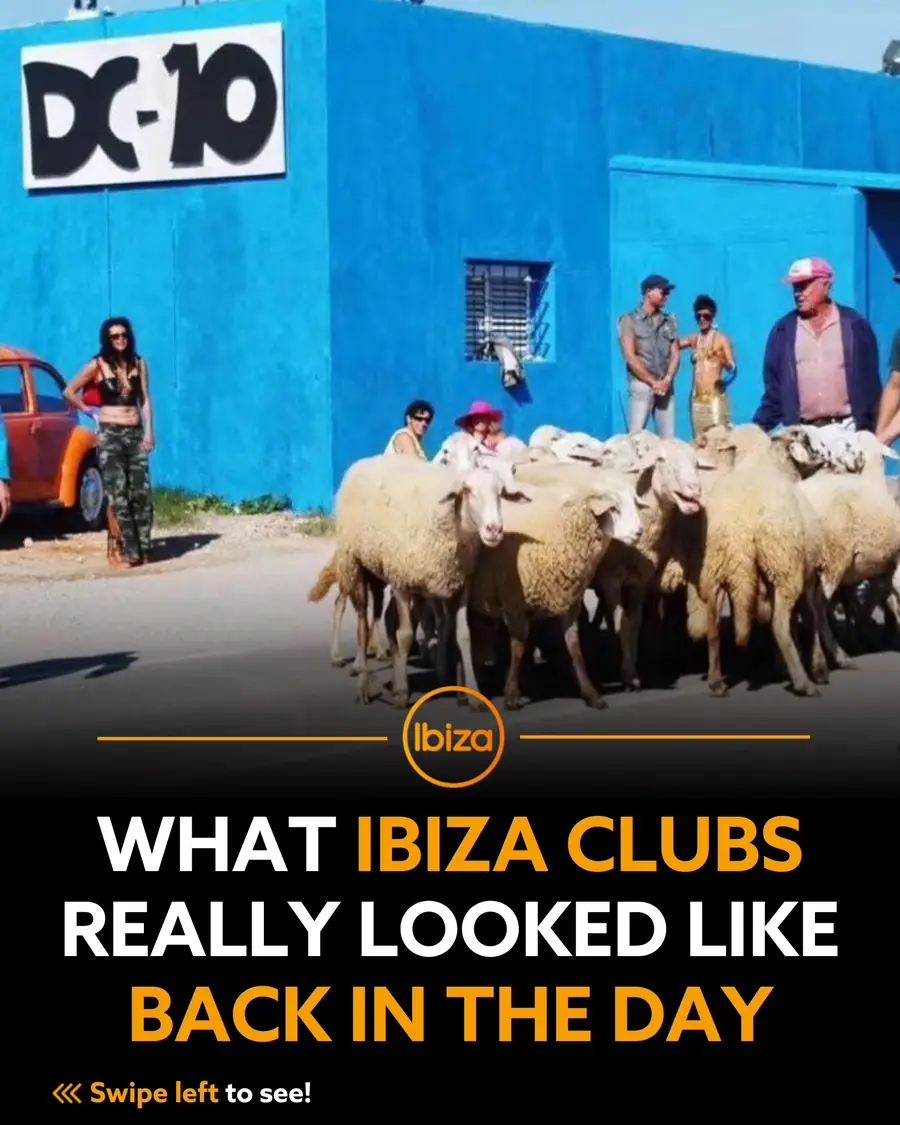 DC-10
Ibiza
WHAT IBIZA CLUBS
REALLY LOOKED LIKE
BACK IN THE DAY
Swipe left to see!